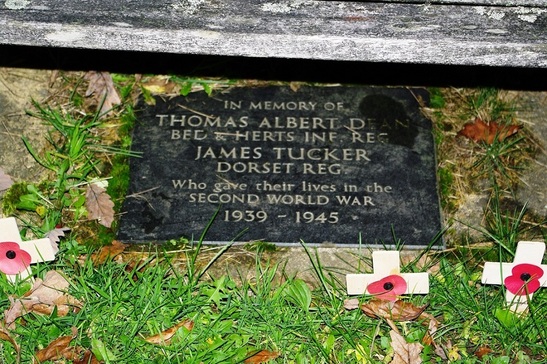 IN MEMORY OF
THOMAS ALBERT DEAN
BED & HERTS INF. REG.
JAMES TUCKER
DORSET REG.
Who gave their lives in the
SECOND WORLD WAR
1939 - 1945